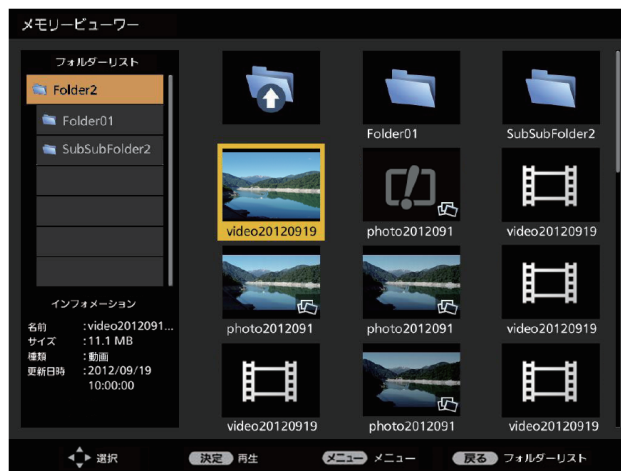 メモリービューワー
フォルダーリスト
Folder2
Folder01
SubSubFolder2
インフォメーション
名前 :video2012091...
サイズ :11.1 MB
種類 :動画
更新日時 :2012/09/19
10:00:00
Folder01 SubSubFolder2
video20120919 photo2012091 video20120919
photo2012091 photo2012091 video20120919
video20120919 photo2012091 video20120919
選択 決定 再生 メニュー メニュー 戻る フォルダーリスト